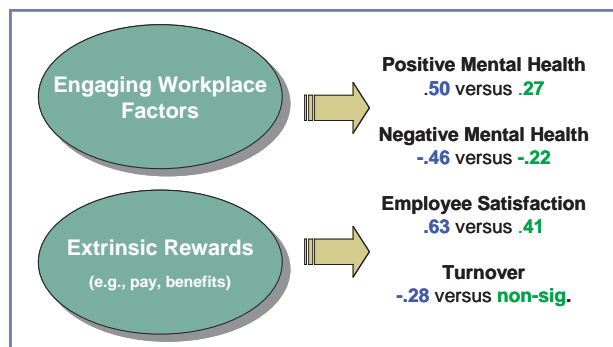 Engaging Workplace
Factors
Extrinsic Rewards
(e.g., pay, benefits)
Positive Mental Health
.50 versus .27
Negative Mental Health
-.46 versus -.22
Employee Satisfaction
.63 versus .41
Turnover
-.28 versus non-sig.